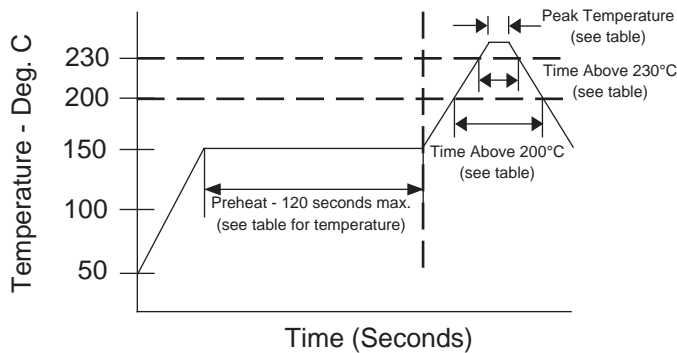 Temperature - Deg. C
230
200
150
100
50
Peak Temperature
(see table)
Time Above 230°C
(see table)
Time Above 200°C
(see table)
Preheat - 120 seconds max.
(see table for temperature)
Time (Seconds)